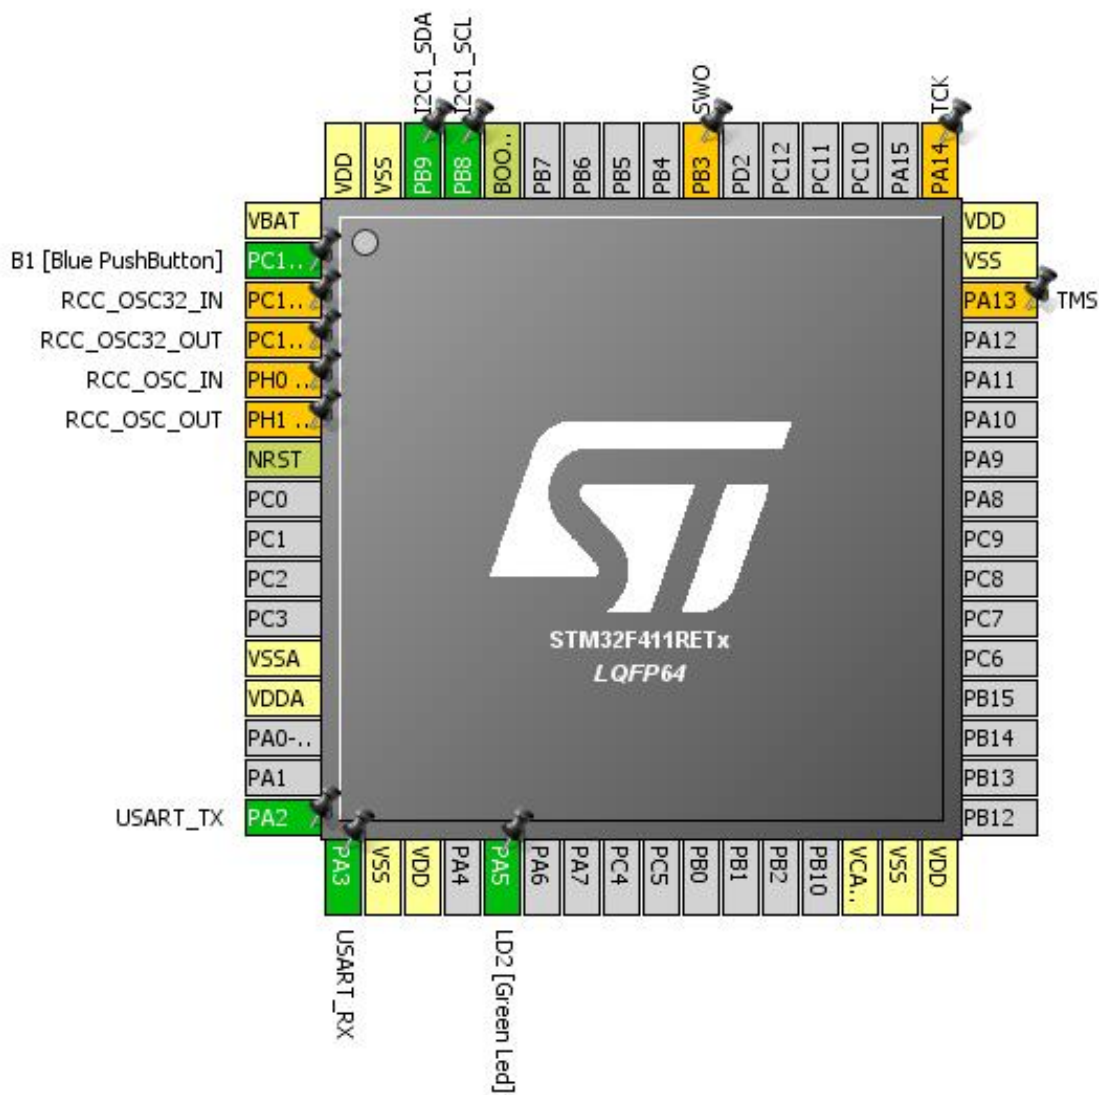 I2C1_SDA
I2C1_SCL
SWO
TCK
VDD
VSS
PB9
PB8
BOO..
PB7
PB6
PB5
PB4
PB3
PD2
PC12
PC11
PC10
PA15
PA14
VBAT
B1 [Blue PushButton]
PC1..
RCC_OSC32_IN
PC1..
RCC_OSC32_OUT
PC1..
RCC_OSC_IN
PH0 ..
RCC_OSC_OUT
PH1 ..
NRST
PC0
PC1
PC2
PC3
VSSA
VDDA
PA0-..
PA1
USART_TX
PA2
VDD
VSS
PA13
TMS
PA12
PA11
PA10
PA9
PA8
PC9
PC8
PC7
PC6
PB15
PB14
PB13
PB12
ST
STM32F411RETx
LQFP64
PA3
VSS
VDD
PA4
PA5
PA6
PA7
PC4
PC5
PB0
PB1
PB2
PB10
VCA..
VSS
VDD
USART_RX
LD2 [Green Led]